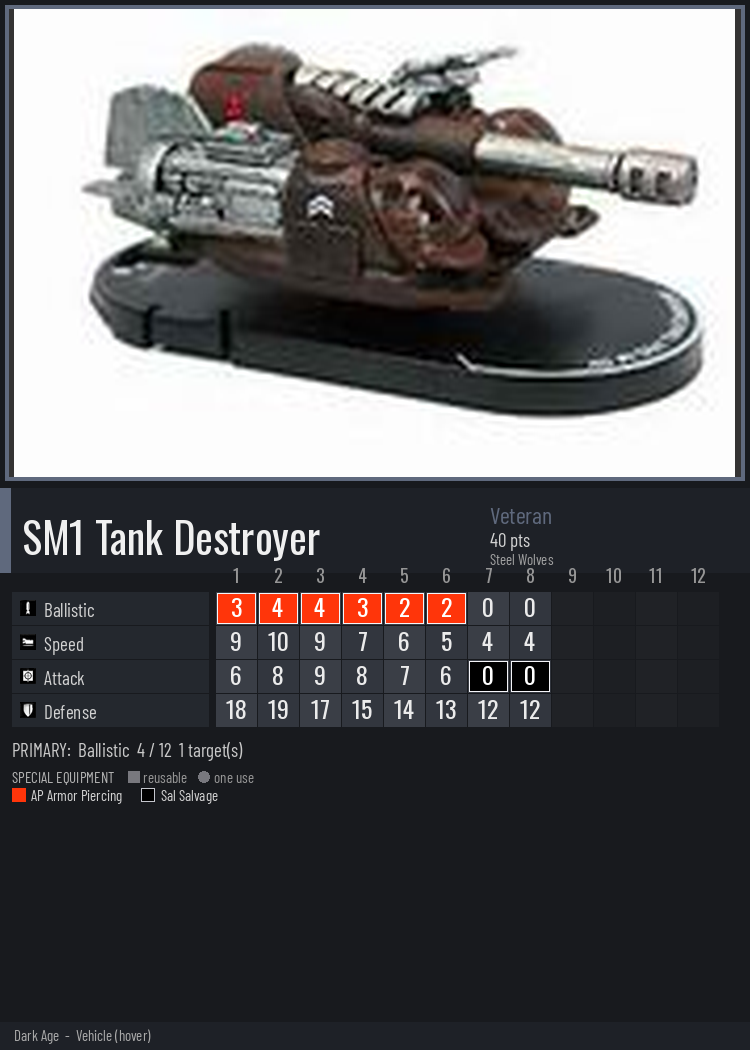 SM1 Tank Destroyer
Veteran
40 pts
Steel Wolves
1 2 3 4 5 6 7 8 9 10 11 12
Ballistic 3 4 4 3 2 2 0 0
Speed 9 10 9 7 6 5 4 4
Attack 6 8 9 8 7 6 0 0
Defense 18 19 17 15 14 13 12 12
PRIMARY: Ballistic 4 / 12 1 target(s)
SPECIAL EQUIPMENT reusable one use
AP Armor Piercing Sal Salvage
Dark Age - Vehicle (hover)